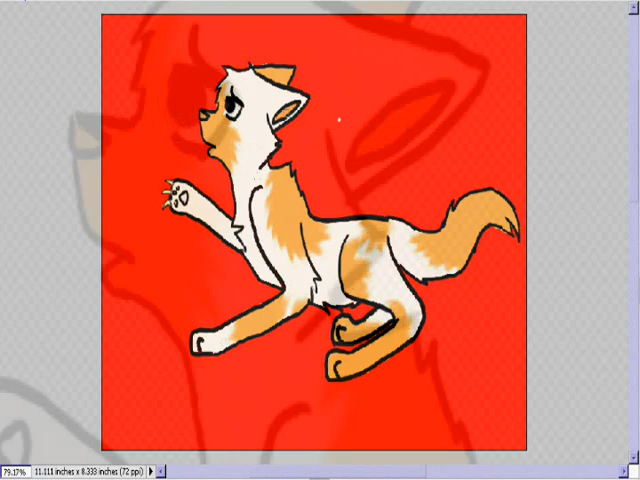 79.17% 11.111 inches x 8.333 inches (72 ppi)